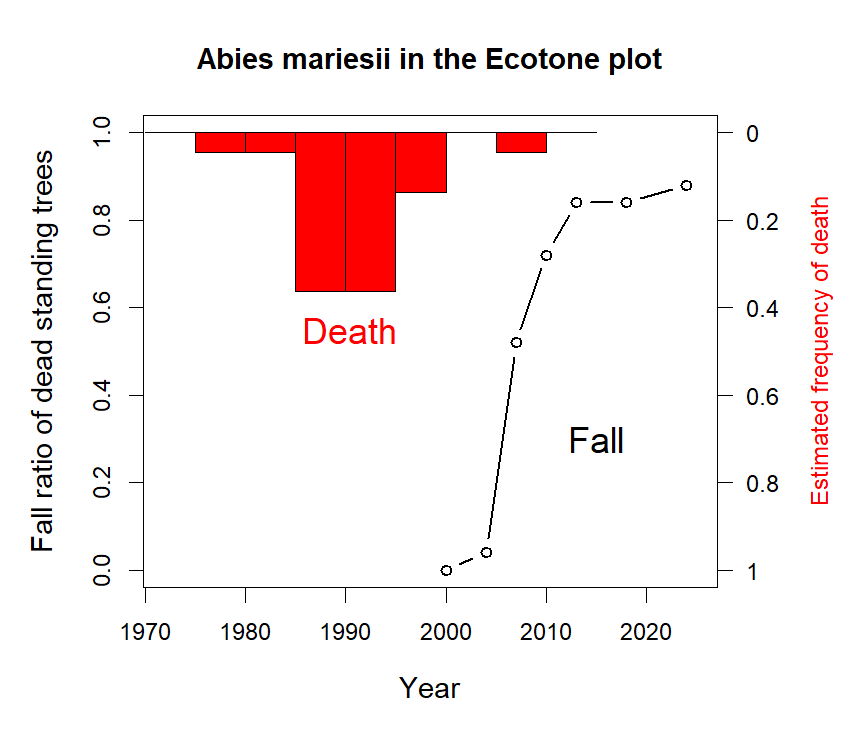 Abies mariesii in the Ecotone plot
Fall ratio of dead standing trees
1.0
0.8
0.6
0.4
0.2
0.0
Death
Fall
0
0.2
0.4
0.6
0.8
1
Estimated frequency of death
1970 1980 1990 2000 2010 2020
Year